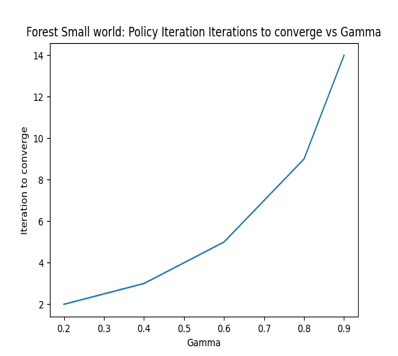 Forest Small world: Policy Iteration Iterations to converge vs Gamma
Iteration to converge
14
12
10
8
6
4
2
0.2 0.3 0.4 0.5 0.6 0.7 0.8 0.9
Gamma